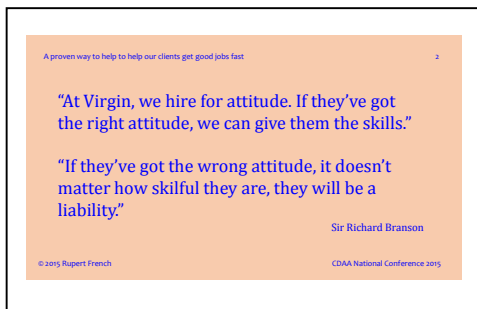 A proven way to help to help our clients get good jobs fast 2
“At Virgin, we hire for attitude. If they’ve got
the right attitude, we can give them the skills.”
“If they’ve got the wrong attitude, it doesn’t
matter how skilful they are, they will be a
liability.”
Sir Richard Branson
© 2015 Rupert French CDAA National Conference 2015